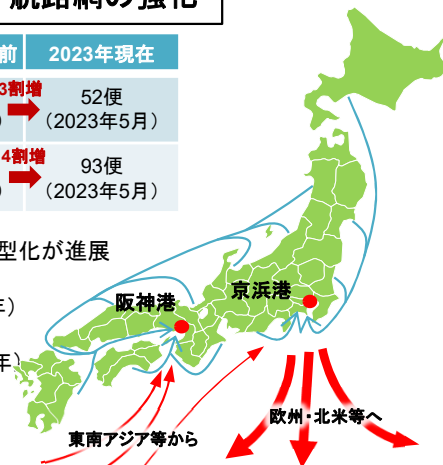 航路網の強化
前
2023年現在
3割増
52便
（2023年5月）
4割増
93便
（2023年5月）
型化が進展
年）
年）
阪神港
京浜港
東南アジア等から
欧州・北米等へ